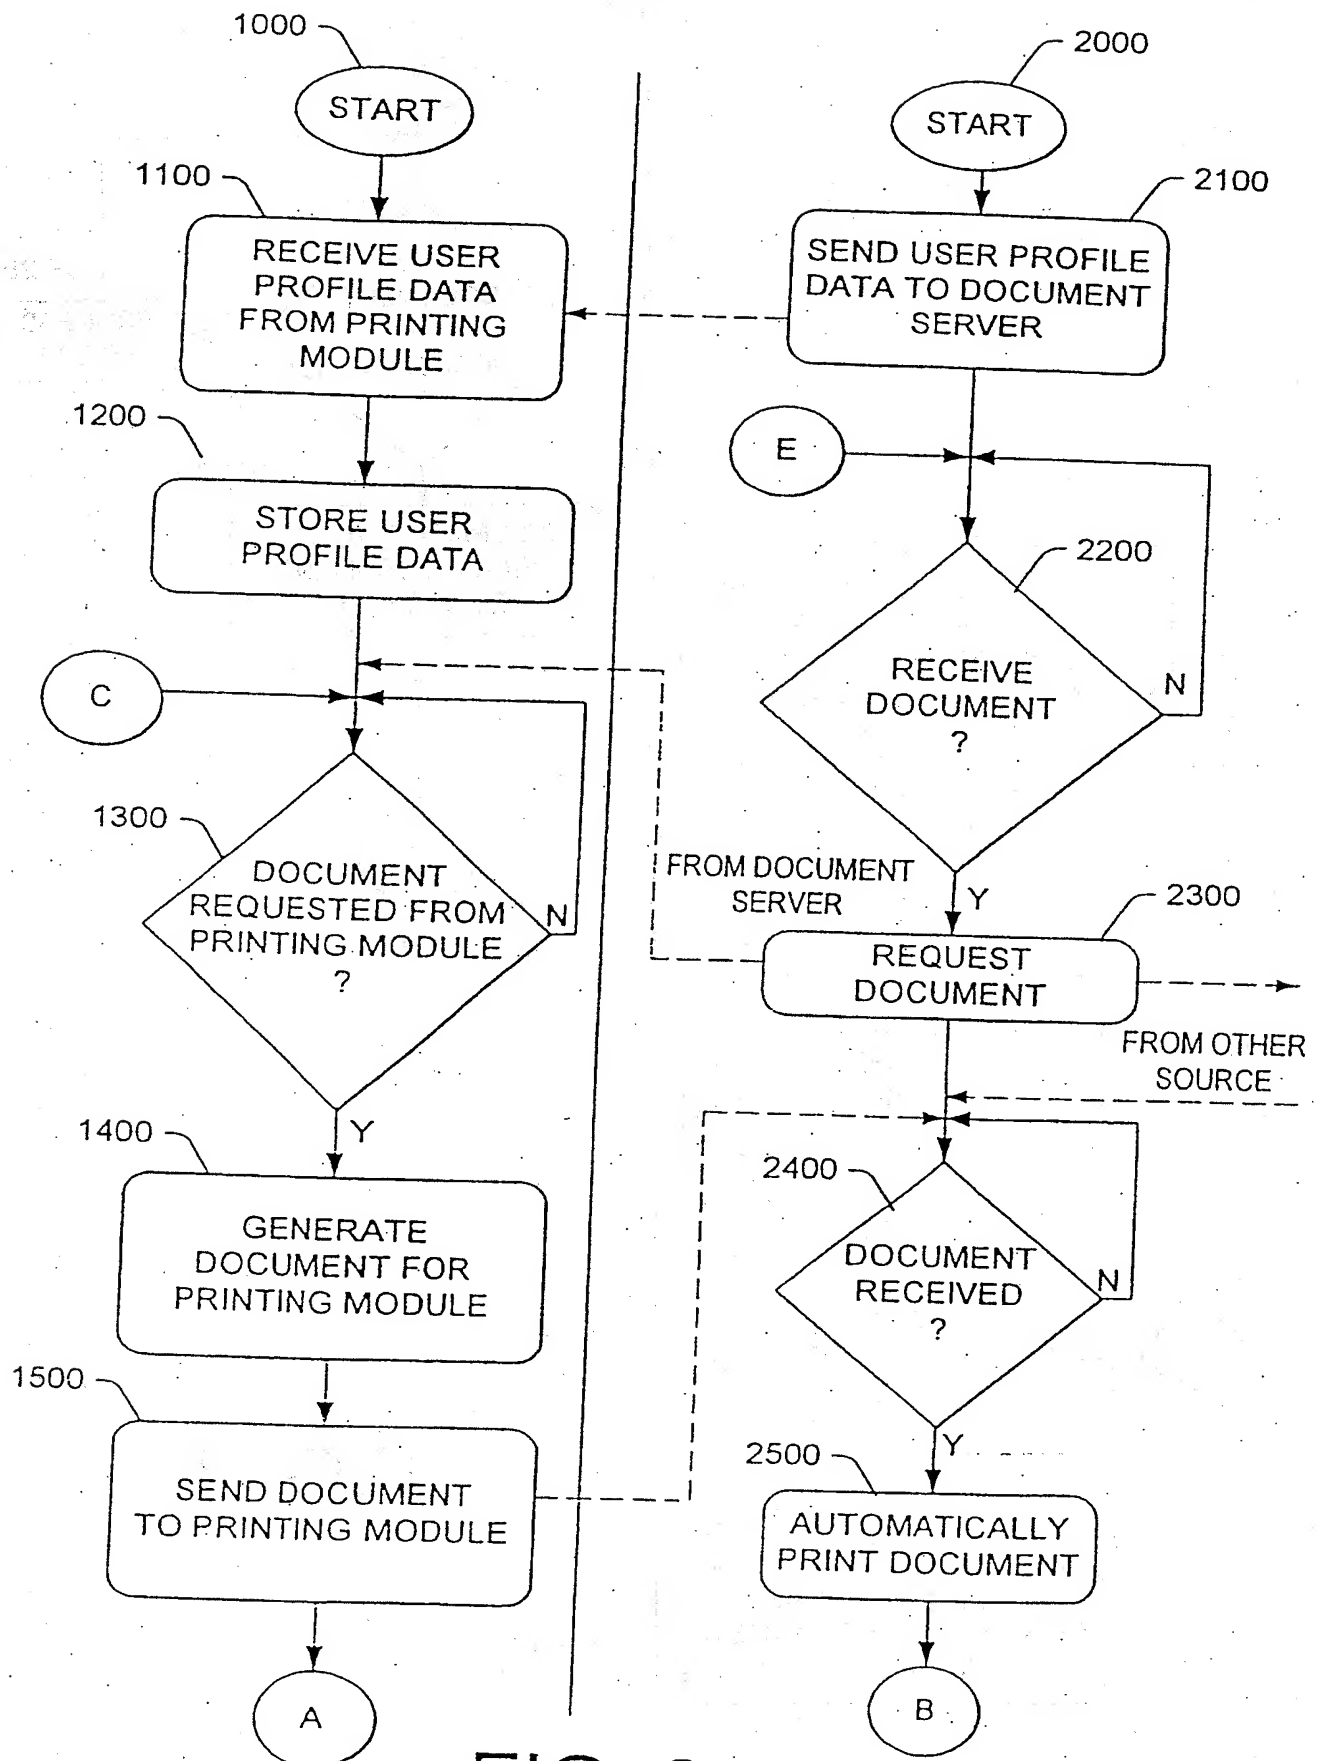 1000
START
1100
RECEIVE USER
PROFILE DATA
FROM PRINTING
MODULE
1200
STORE USER
PROFILE DATA
C
1300
DOCUMENT
REQUESTED FROM
PRINTING MODULE
?
N
Y
1400
GENERATE
DOCUMENT FOR
PRINTING MODULE
1500
SEND DOCUMENT
TO PRINTING MODULE
A
2000
START
2100
SEND USER PROFILE
DATA TO DOCUMENT
SERVER
E
2200
RECEIVE
DOCUMENT
?
N
Y
FROM DOCUMENT
SERVER
2300
REQUEST
DOCUMENT
FROM OTHER
SOURCE
2400
DOCUMENT
RECEIVED
?
N
Y
2500
AUTOMATICALLY
PRINT DOCUMENT
B
FIG.